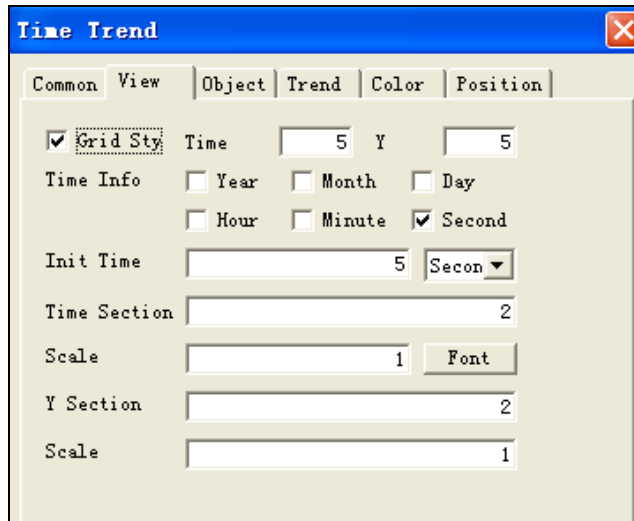 Time Trend
Common View Object Trend Color Position
Grid Sty Time 5 Y 5
Time Info Year Month Day
Hour Minute Second
Init Time 5 Secon
Time Section 2
Scale 1 Font
Y Section 2
Scale 1